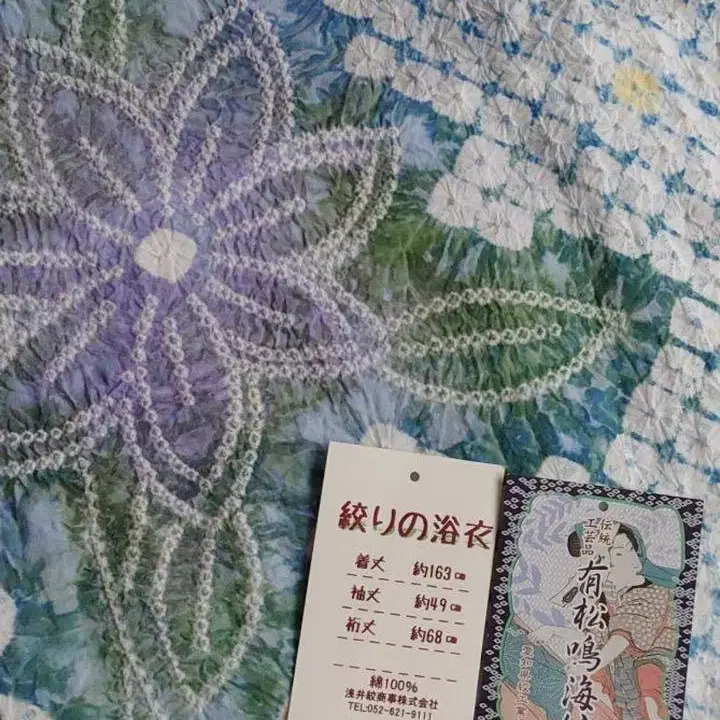 絞りの浴衣
着丈 約163㎝
袖丈 約49㎝
裄丈 約68㎝
綿100%
浅井絞商事株式会社
TEL:052-621-9111
伝統
工芸品
有松鳴海